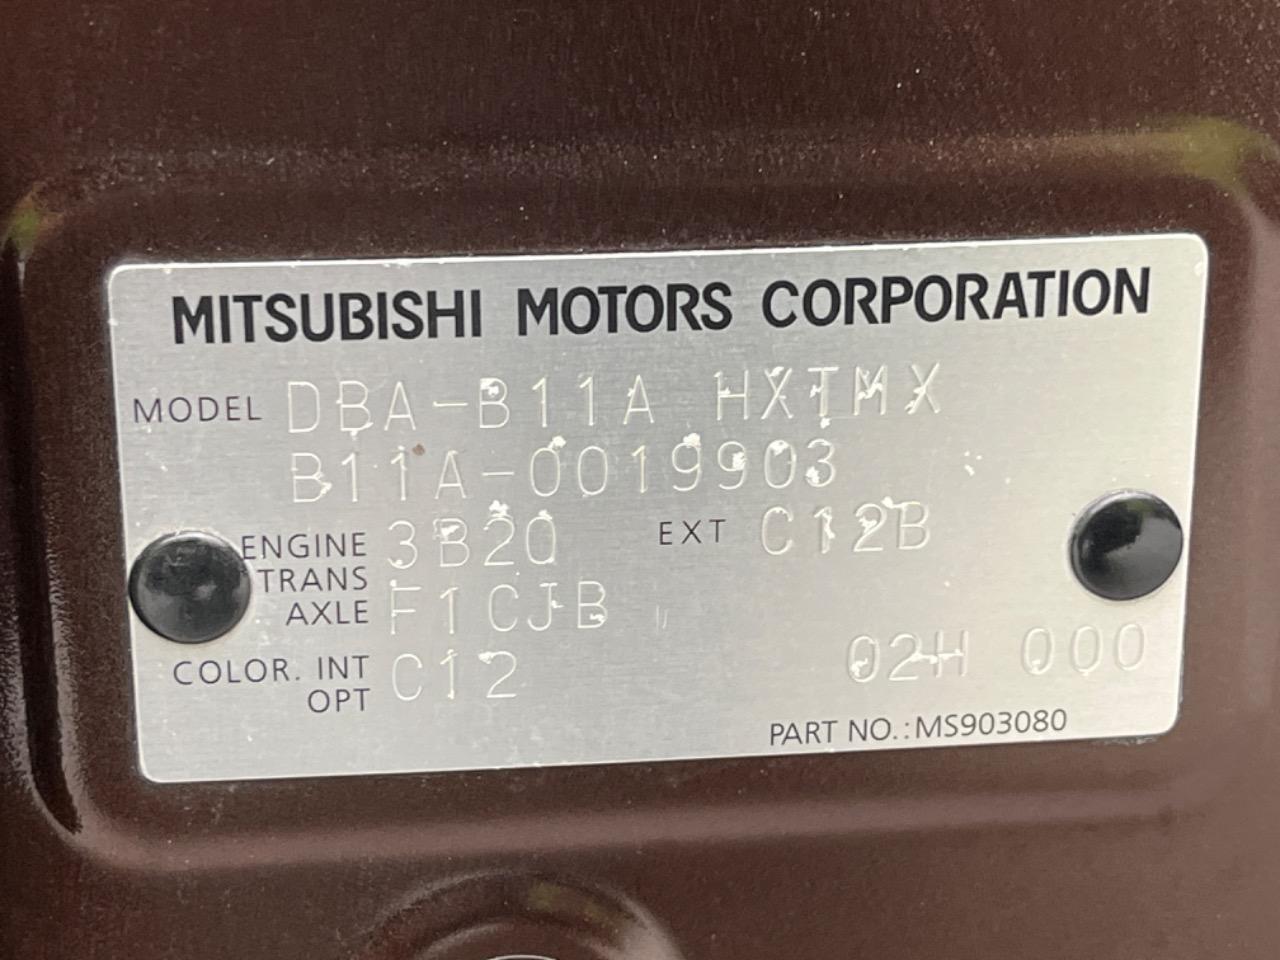 MITSUBISHI MOTORS CORPORATION
MODEL DBA-B11A HXTMX
B11A-0019903
ENGINE 3B20 EXT C12B
TRANS
AXLE F1CJB
COLOR. INT C12 02H 000
OPT
PART NO.:MS903080